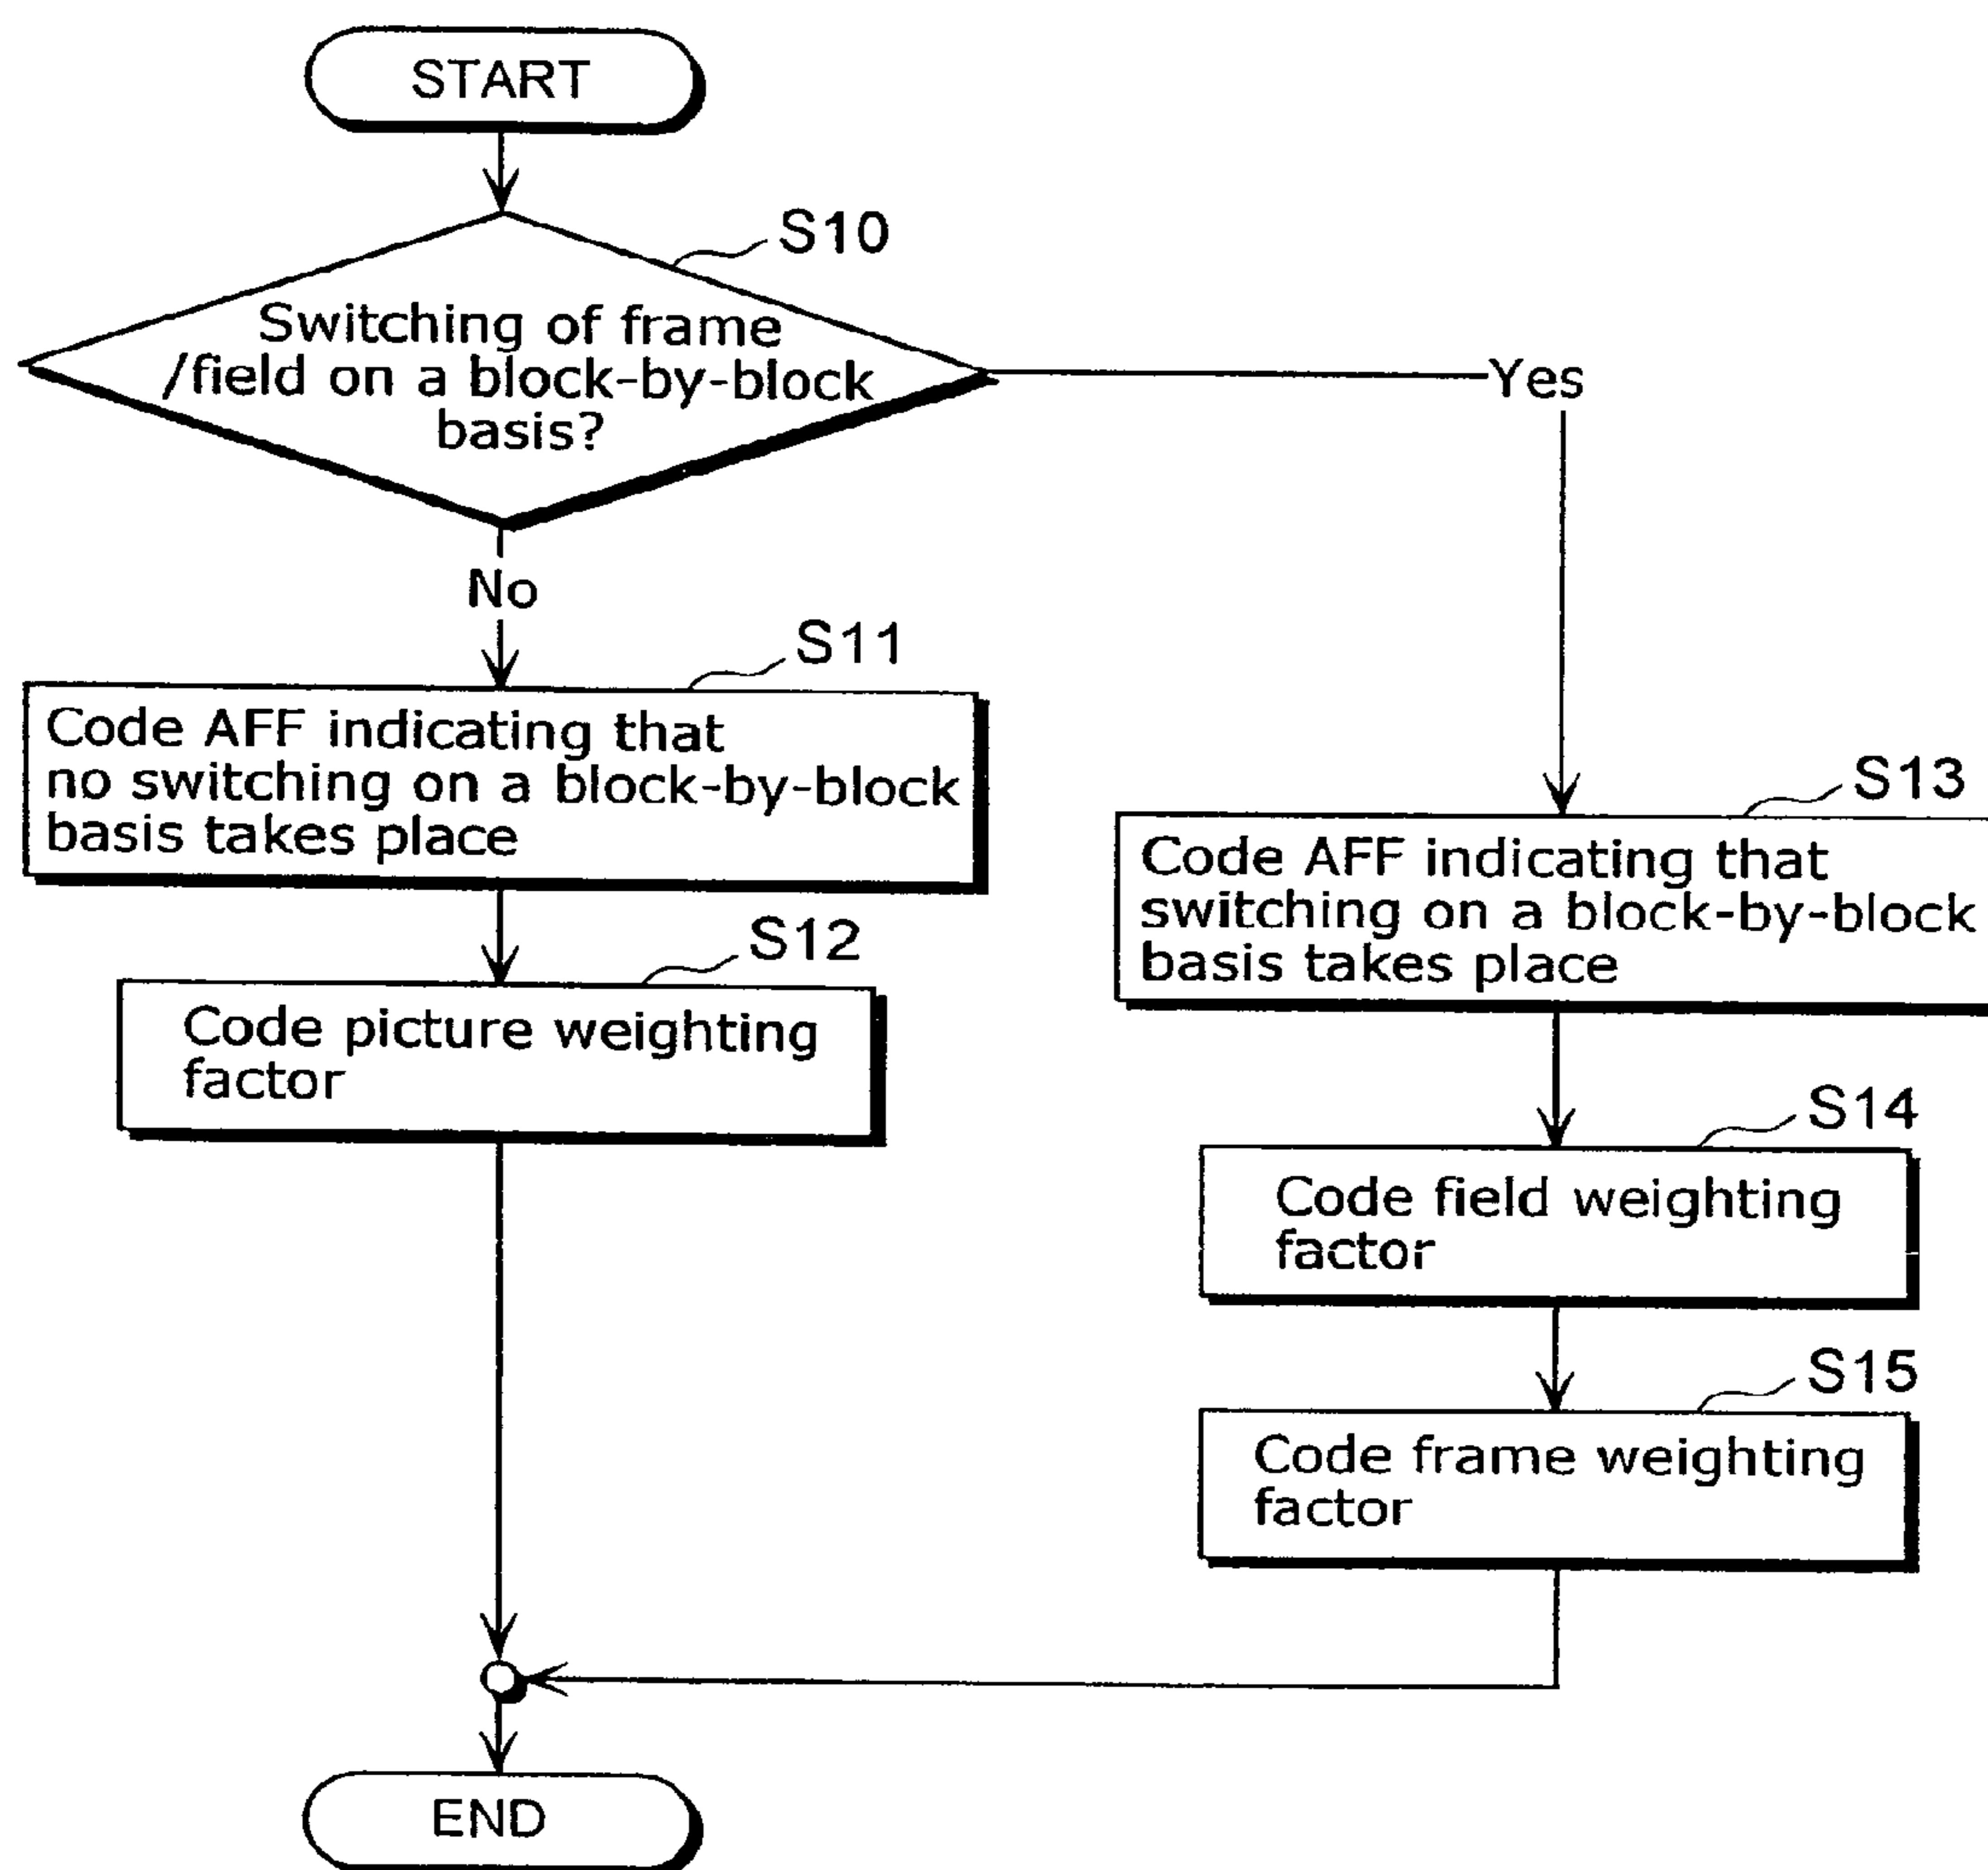 START
S10
Switching of frame
/field on a block-by-block
basis?
Yes
No
S11
Code AFF indicating that
no switching on a block-by-block
basis takes place
S13
Code AFF indicating that
switching on a block-by-block
basis takes place
S12
Code picture weighting
factor
S14
Code field weighting
factor
S15
Code frame weighting
factor
END